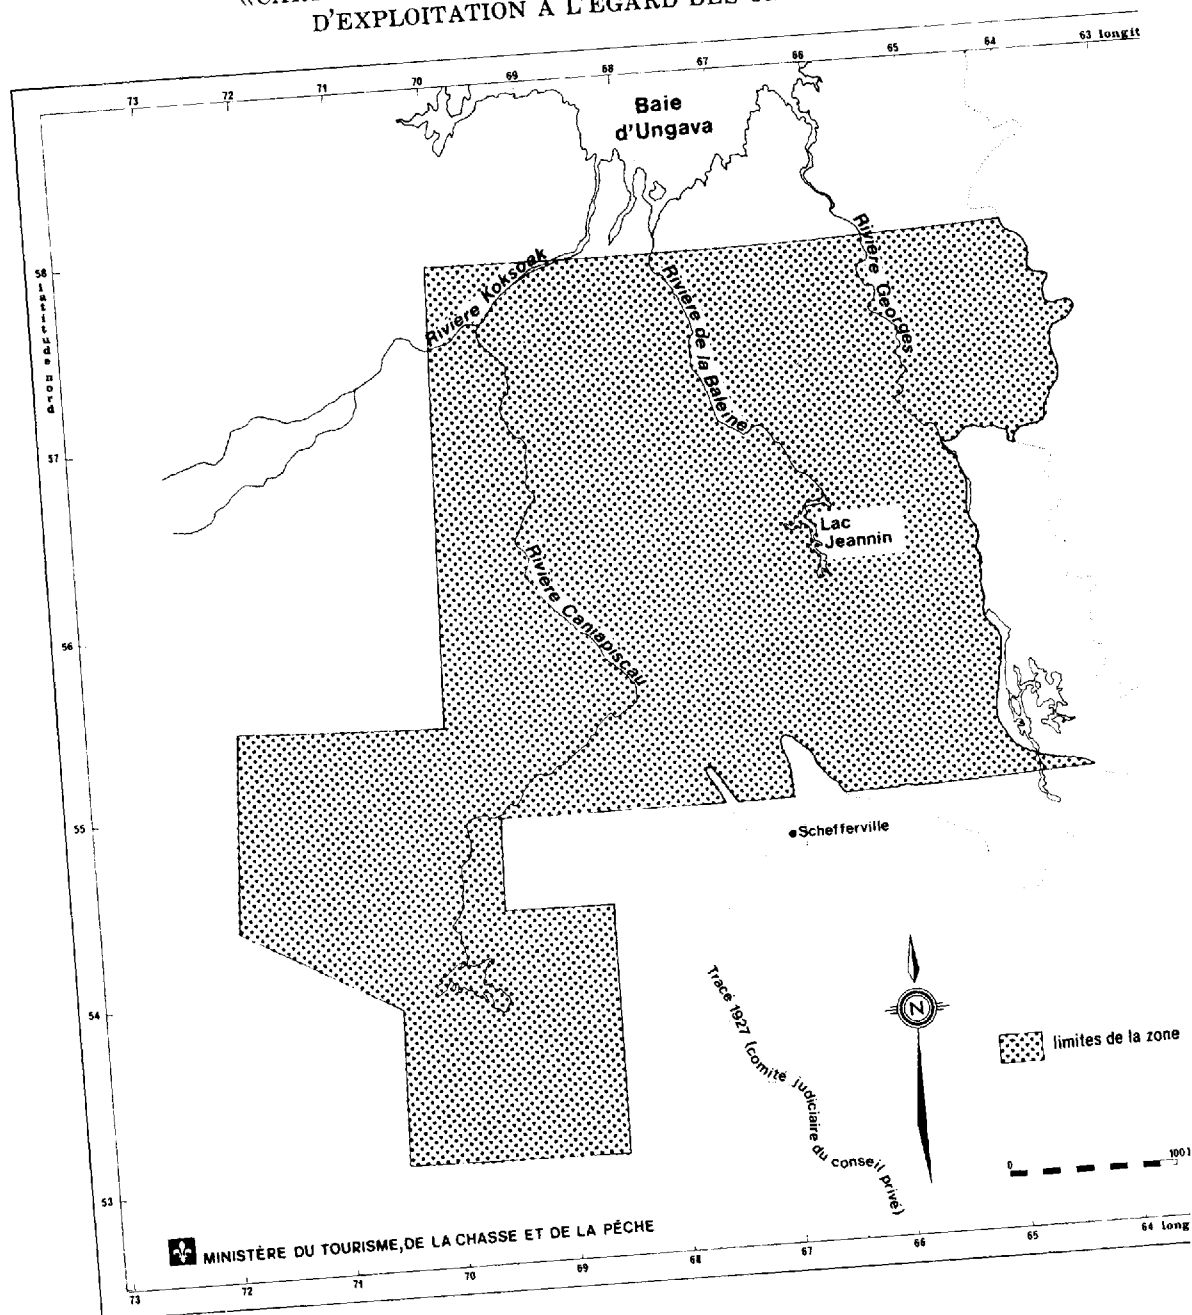 D'EXPLOITATION A L'ÉGARD DES
73 72 71 70 69 68 67 66 65 64 63 longit
Baie
d'Ungava
58
latitude nord
57
56
55
54
53
Rivière Koksoak
Rivière de la Baleine
Rivière Georges
Lac
Jeannin
Rivière Caniapiscau
Schefferville
Tracé 1927 (comité judiciaire du conseil privé)
N
limites de la zone
0 100
MINISTÈRE DU TOURISME, DE LA CHASSE ET DE LA PÊCHE
73 71 70 69 68 67 66 65 64 long